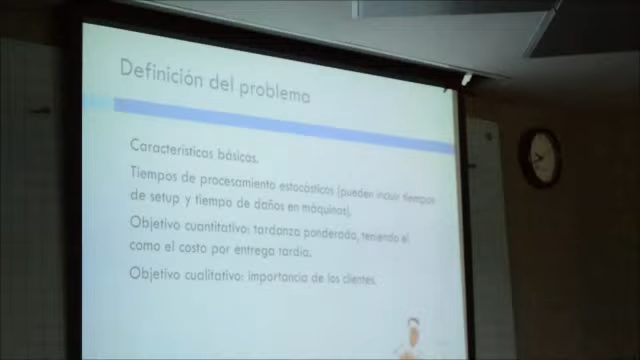 Definición del problema
Características básicas.
Tiempos de procesamiento estocásticos (pueden incluir tiempos
de setup y tiempo de daños en máquinas).
Objetivo cuantitativo: tardanza ponderada, teniendo el
como el costo por entrega tardía.
Objetivo cualitativo: importancia de los clientes.